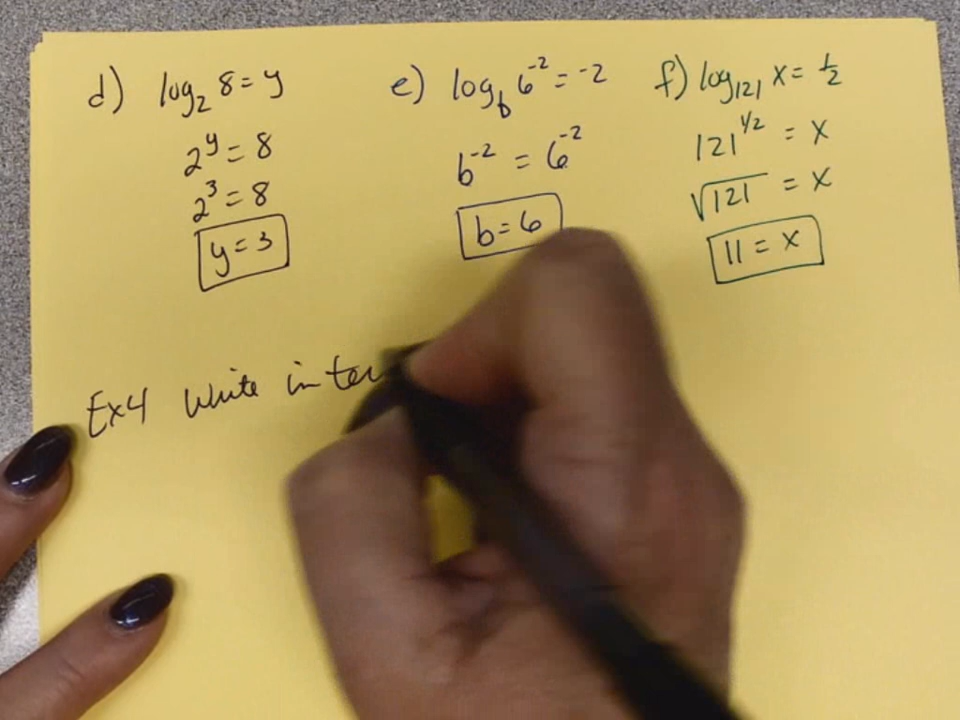 d) log₂ 8 = y
2^y = 8
2³ = 8
y = 3
e) log_b 6⁻² = -2
b⁻² = 6⁻²
b = 6
f) log₁₂₁ x = 1/2
121^1/2 = x
√121 = x
11 = x
Ex4 Write in